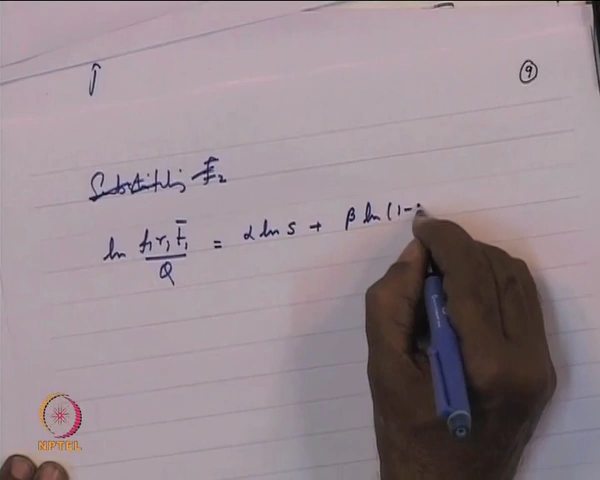 9
Substituting F̄₂
ln f₁r₁F̄₁/Q = α ln s + β ln (1-
NPTEL